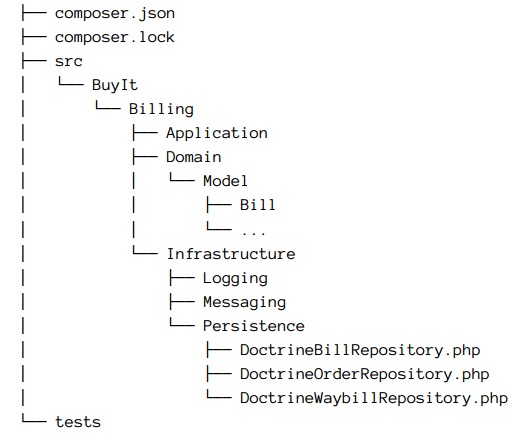 ├── composer.json
├── composer.lock
├── src
│   └── BuyIt
│       └── Billing
│           ├── Application
│           ├── Domain
│           │   └── Model
│           │       ├── Bill
│           │       └── ...
│           └── Infrastructure
│               ├── Logging
│               ├── Messaging
│               └── Persistence
│                   ├── DoctrineBillRepository.php
│                   ├── DoctrineOrderRepository.php
│                   └── DoctrineWaybillRepository.php
└── tests